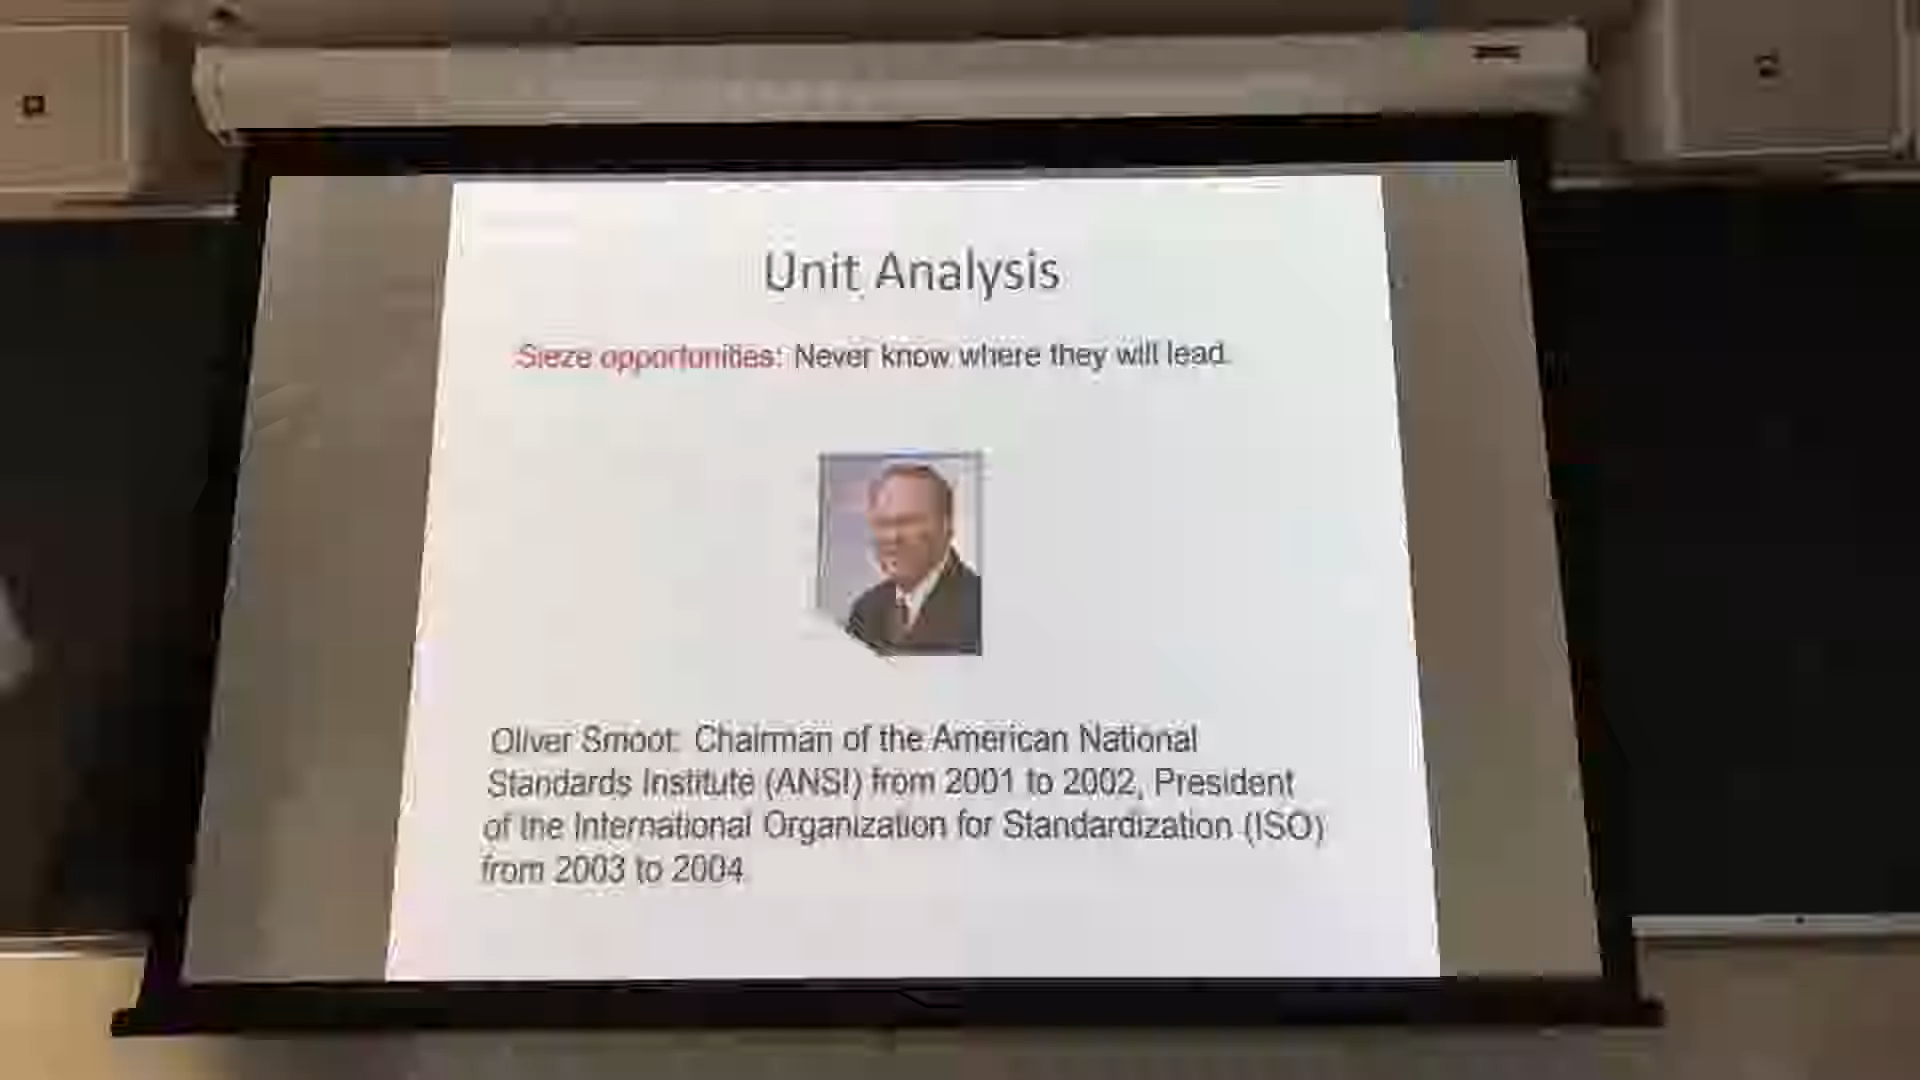 Unit Analysis
Sieze opportunities: Never know where they will lead.
Oliver Smoot: Chairman of the American National
Standards Institute (ANSI) from 2001 to 2002, President
of the International Organization for Standardization (ISO)
from 2003 to 2004.